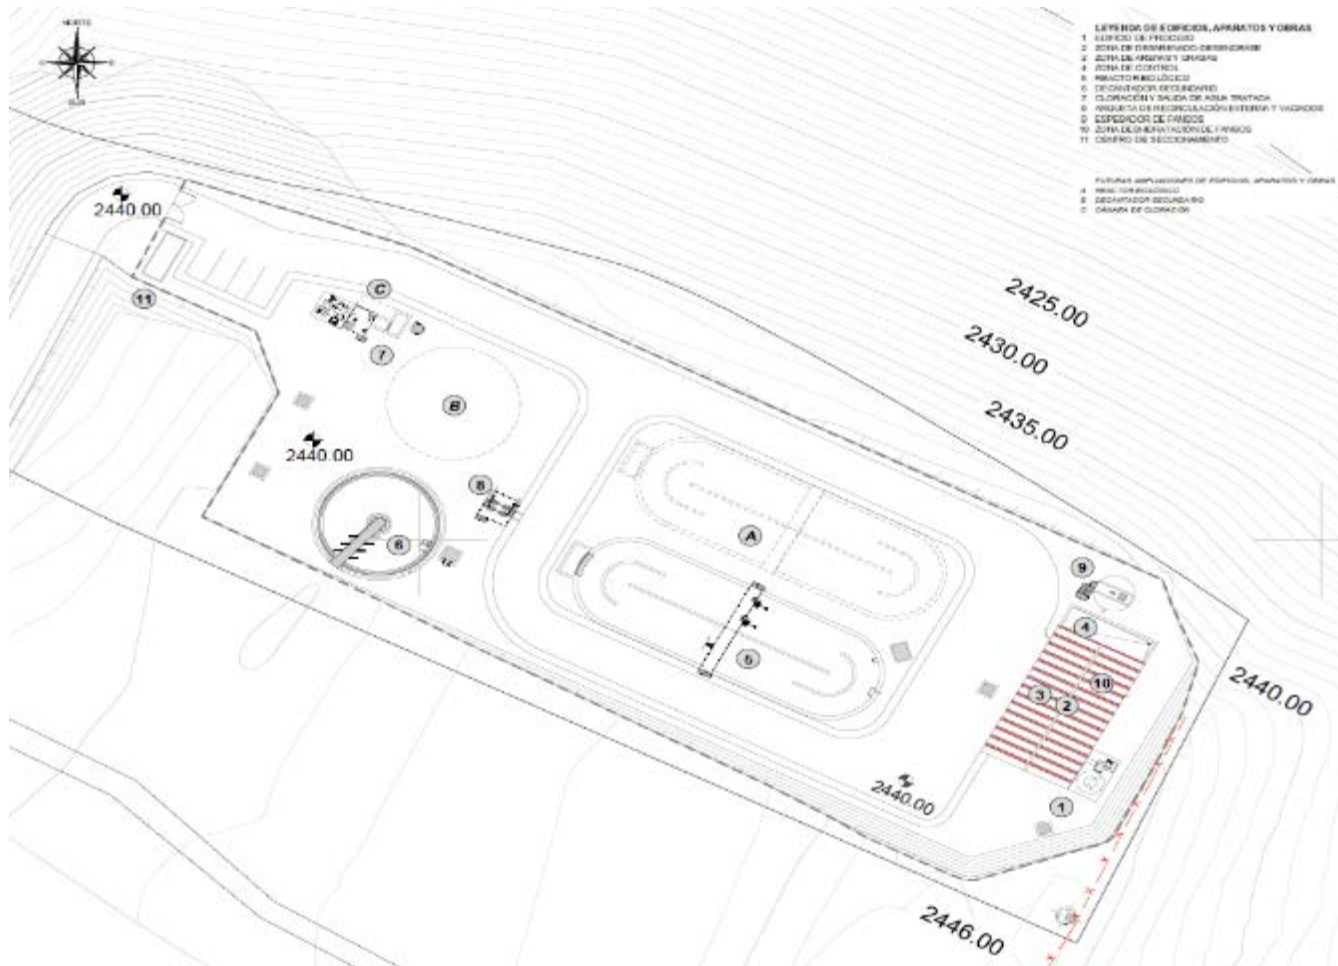 NORTE
SUR
LEYENDA DE EDIFICIOS, APARATOS Y OBRAS
1 EDIFICIO DE PROCESO
2 ZONA DE DESARENADO-DESENGRASE
3 ZONA DE ARENAS Y GRASAS
4 ZONA DE CONTROL
5 REACTOR BIOLÓGICO
6 DECANTADOR SECUNDARIO
7 CLORACIÓN Y SALIDA DE AGUA TRATADA
8 ARQUETA DE RECIRCULACIÓN EXTERNA Y VACIADOS
9 ESPESADOR DE FANGOS
10 ZONA DESHIDRATACIÓN DE FANGOS
11 CENTRO DE SECCIONAMIENTO
FUTURAS AMPLIACIONES DE EDIFICIOS, APARATOS Y OBRAS
A REACTOR BIOLÓGICO
B DECANTADOR SECUNDARIO
C CÁMARA DE CLORACIÓN
2440.00
11
C
7
B
2425.00
2430.00
2435.00
2440.00
8
6
A
5
9
4
3
10
2
1
2440.00
2440.00
2446.00